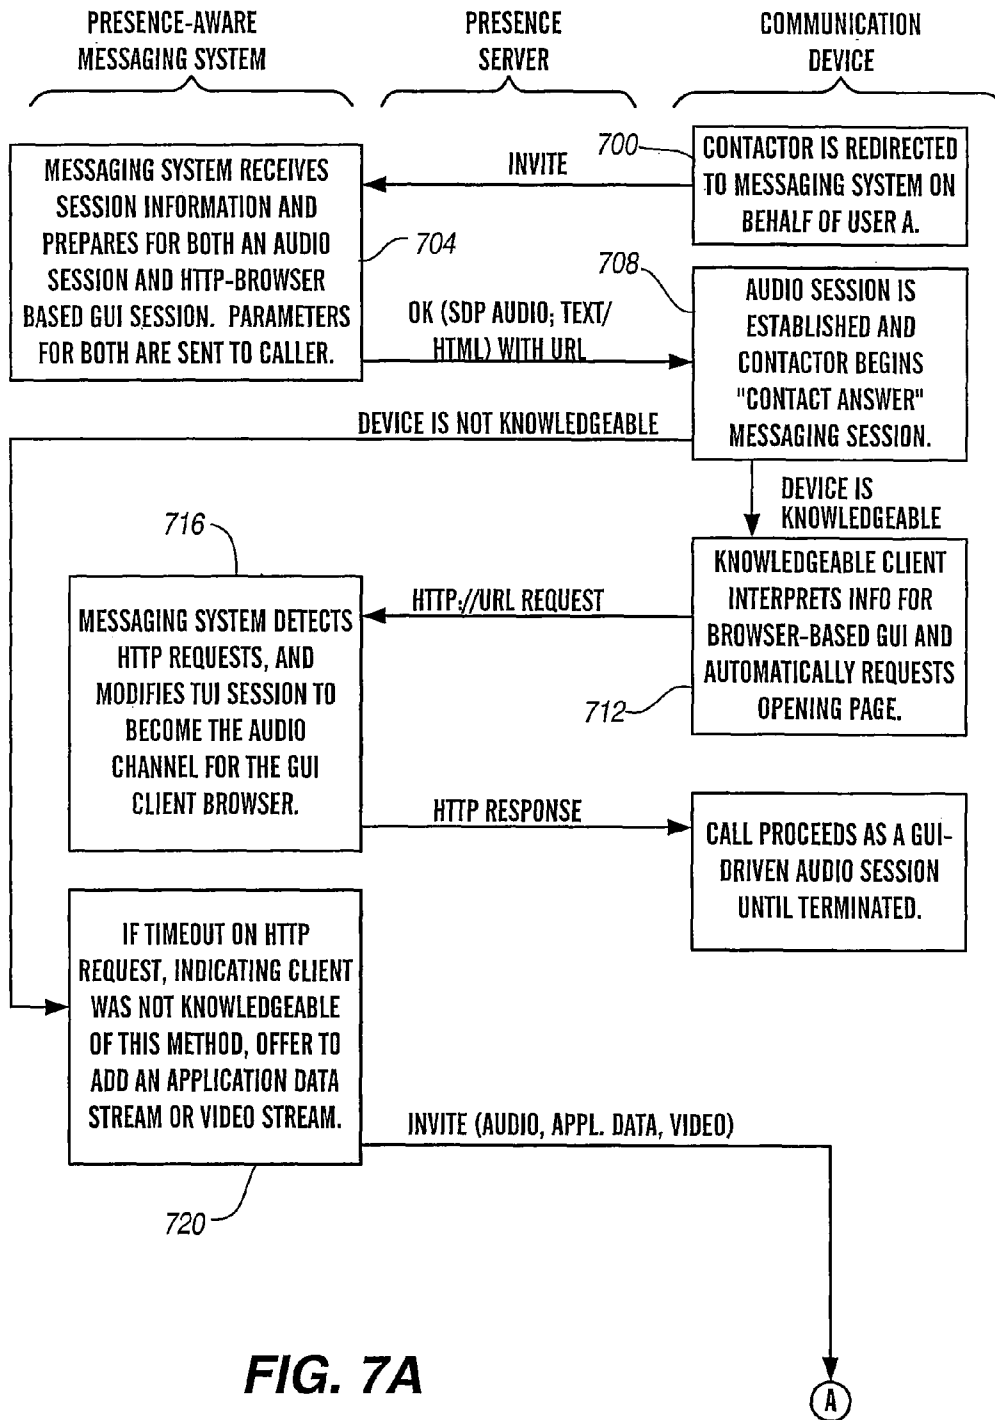 PRESENCE-AWARE
MESSAGING SYSTEM
PRESENCE
SERVER
COMMUNICATION
DEVICE
MESSAGING SYSTEM RECEIVES
SESSION INFORMATION AND
PREPARES FOR BOTH AN AUDIO
SESSION AND HTTP-BROWSER
BASED GUI SESSION. PARAMETERS
FOR BOTH ARE SENT TO CALLER.
704
INVITE
700
CONTACTOR IS REDIRECTED
TO MESSAGING SYSTEM ON
BEHALF OF USER A.
OK (SDP AUDIO; TEXT/
HTML) WITH URL
708
AUDIO SESSION IS
ESTABLISHED AND
CONTACTOR BEGINS
"CONTACT ANSWER"
MESSAGING SESSION.
DEVICE IS NOT KNOWLEDGEABLE
DEVICE IS
KNOWLEDGEABLE
716
MESSAGING SYSTEM DETECTS
HTTP REQUESTS, AND
MODIFIES TUI SESSION TO
BECOME THE AUDIO
CHANNEL FOR THE GUI
CLIENT BROWSER.
HTTP://URL REQUEST
KNOWLEDGEABLE CLIENT
INTERPRETS INFO FOR
BROWSER-BASED GUI AND
AUTOMATICALLY REQUESTS
OPENING PAGE.
712
HTTP RESPONSE
CALL PROCEEDS AS A GUI-
DRIVEN AUDIO SESSION
UNTIL TERMINATED.
IF TIMEOUT ON HTTP
REQUEST, INDICATING CLIENT
WAS NOT KNOWLEDGEABLE
OF THIS METHOD, OFFER TO
ADD AN APPLICATION DATA
STREAM OR VIDEO STREAM.
720
INVITE (AUDIO, APPL. DATA, VIDEO)
A
FIG. 7A